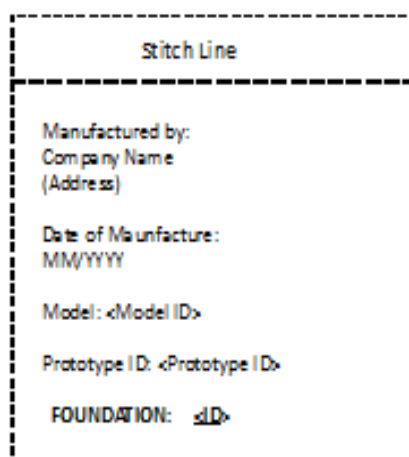 Stitch Line
Manufactured by:
Company Name
(Address)
Date of Maunfacture:
MM/YYYY
Model: <Model ID>
Prototype ID: <Prototype ID>
FOUNDATION: <ID>